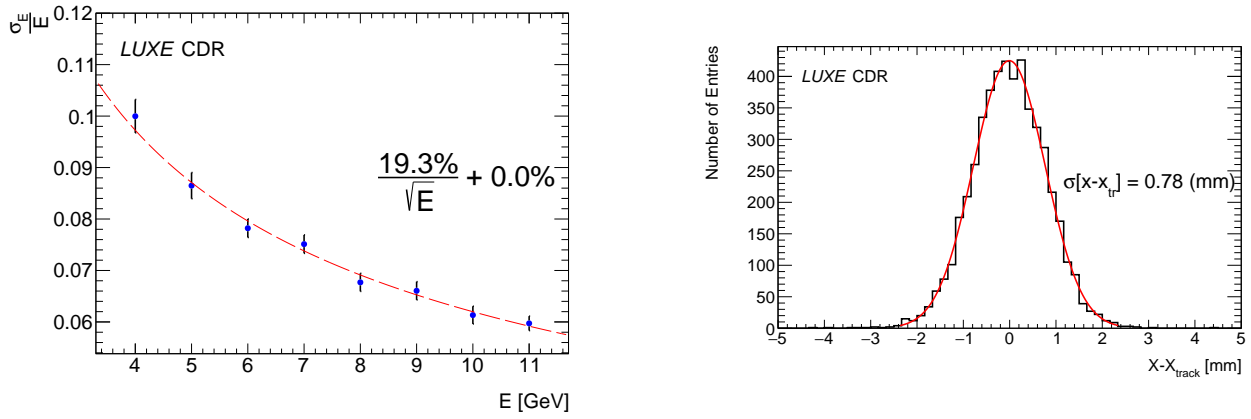 σ_E/E
0.12
0.11
0.1
0.09
0.08
0.07
0.06
LUXE CDR
19.3%/√E + 0.0%
4 5 6 7 8 9 10 11
E [GeV]
Number of Entries
400
350
300
250
200
150
100
50
0
LUXE CDR
σ[x-x_tr] = 0.78 (mm)
−5 −4 −3 −2 −1 0 1 2 3 4 5
X-X_track [mm]